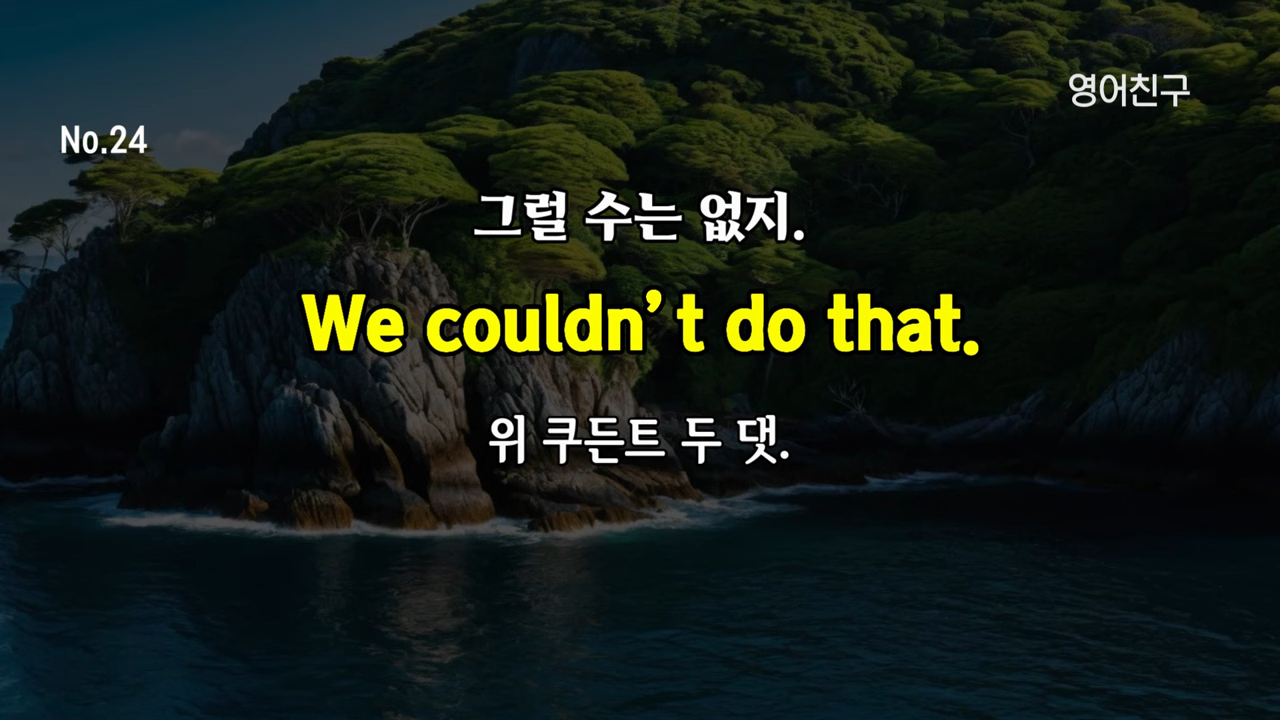 영어친구
No.24
그럴 수는 없지.
We couldn't do that.
위 쿠든트 두 댓.